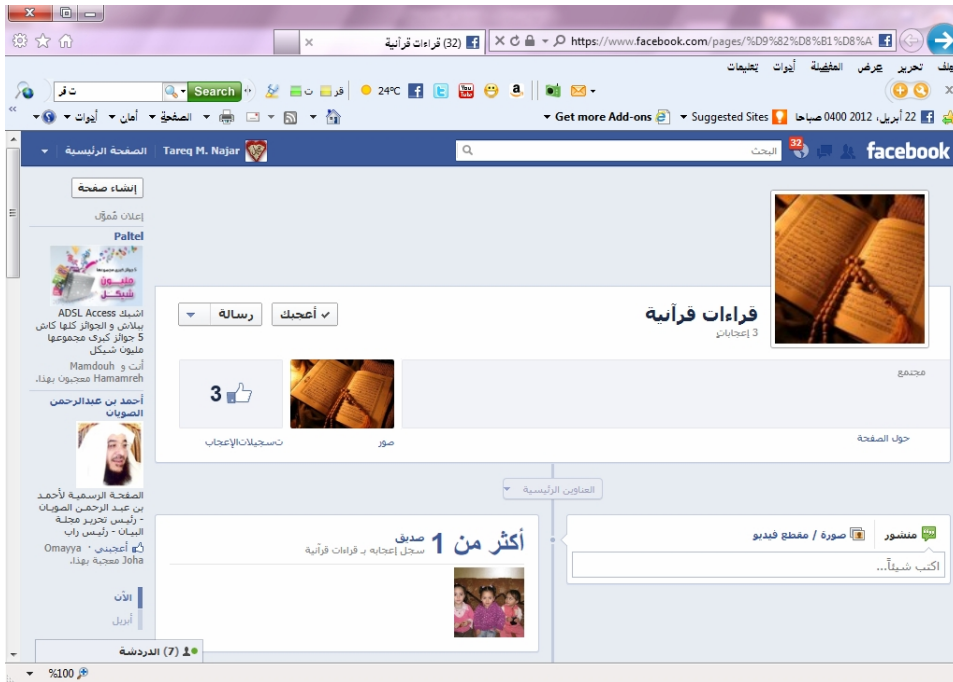 (32) قراءات قرآنية
https://www.facebook.com/pages/%D9%82%D8%B1%D8%A
ملف تحرير عرض المفضلة أدوات تعليمات
Search
ت قر
24°C
22 أبريل، 2012 0400 صباحا
Suggested Sites
Get more Add-ons
الصفحة
أمان
أدوات
facebook
32
البحث
Tareq M. Najar
الصفحة الرئيسية
قراءات قرآنية
3 إعجابات
أعجبك
رسالة
مجتمع
حول الصفحة
صور
تسجيلات الإعجاب
3
العناوين الرئيسية
منشور
صورة / مقطع فيديو
اكتب شيئاً...
أكثر من 1 صديق
سجل إعجابه بـ قراءات قرآنية
إنشاء صفحة
إعلان مُموَّل
Paltel
مليون
شيكل
اشبك ADSL Access
ببلاش و الجوائز كلها كاش
5 جوائز كبرى مجموعها
مليون شيكل
أنت و Mamdouh
Hamamreh معجبون بهذا.
أحمد بن عبدالرحمن
الصويان
الصفحة الرسمية لأحمد
بن عبد الرحمن الصويان
- رئيس تحرير مجلة
البيان - رئيس راب
أعجبني · Omayya
Joha معجبة بهذا.
الآن
أبريل
الدردشة (7)
%100